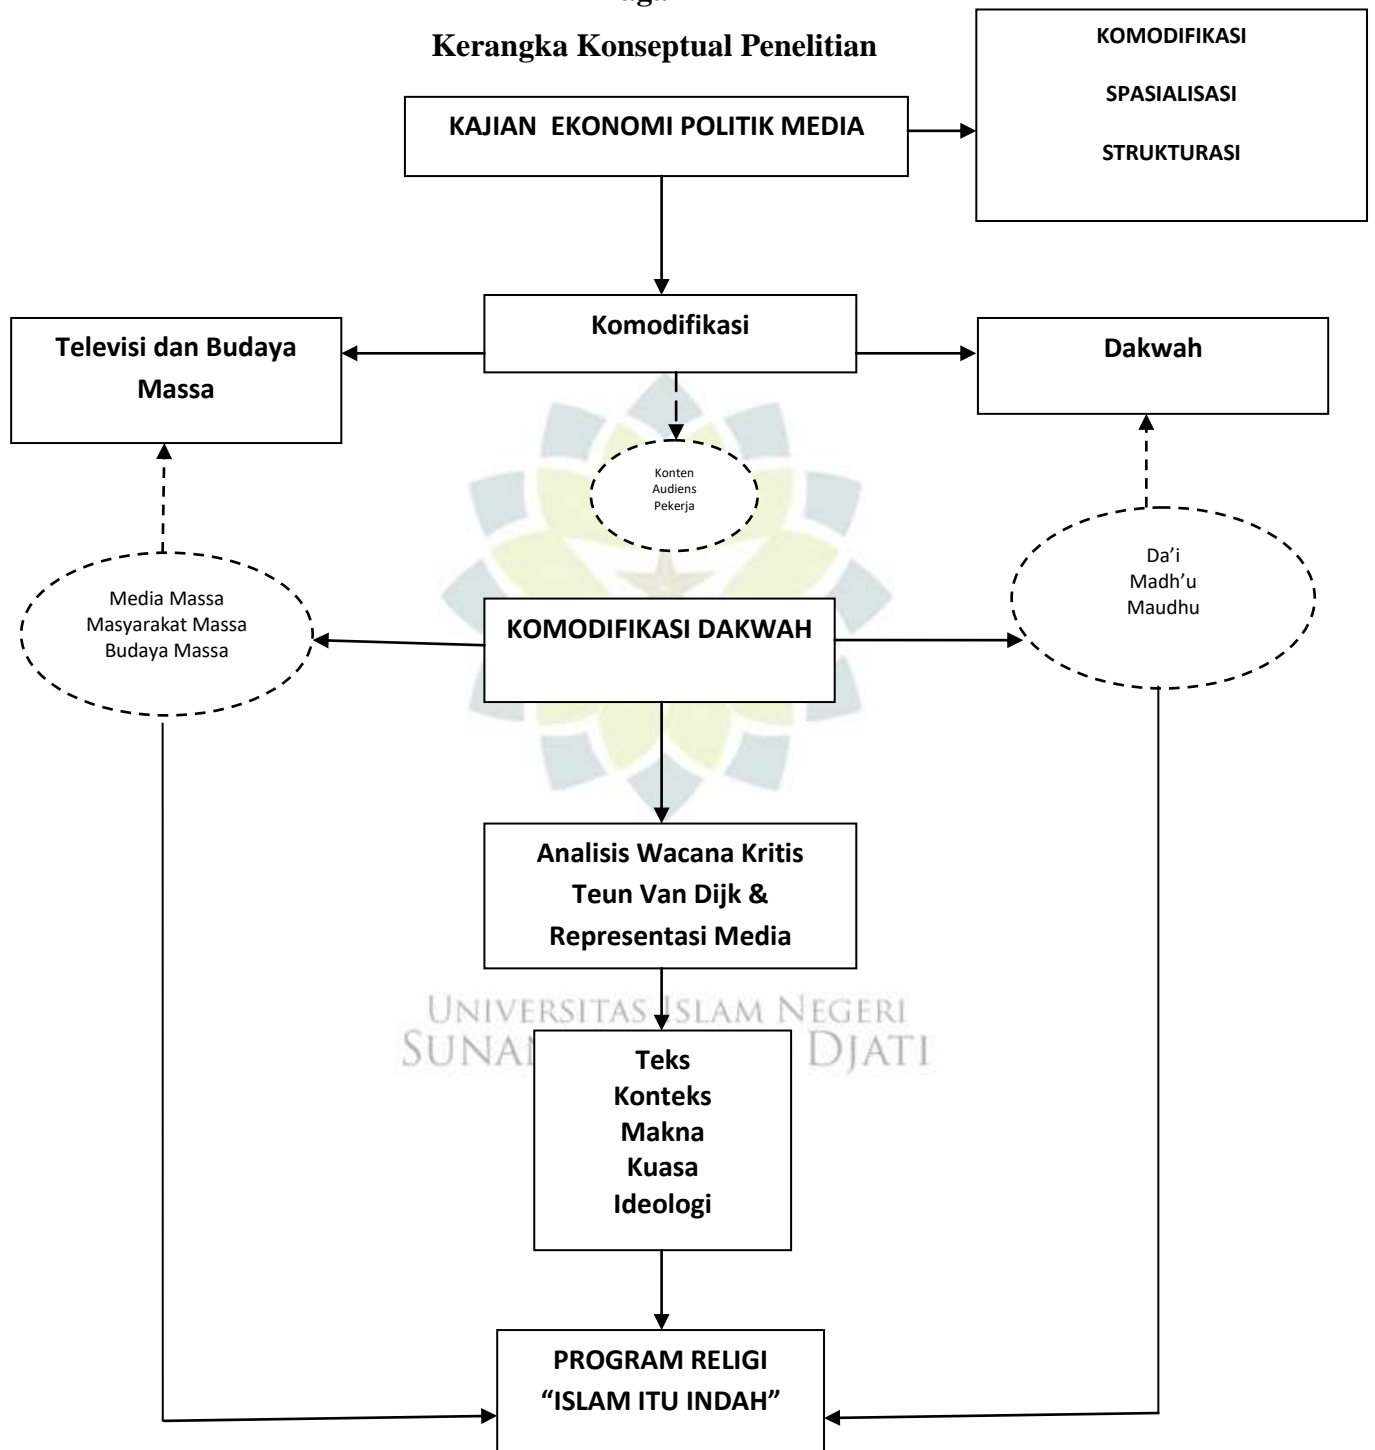 Kerangka Konseptual Penelitian
KOMODIFIKASI
SPASIALISASI
STRUKTURASI
KAJIAN EKONOMI POLITIK MEDIA
Komodifikasi
Televisi dan Budaya
Massa
Dakwah
Konten
Audiens
Pekerja
Media Massa
Masyarakat Massa
Budaya Massa
Da’i
Madh’u
Maudhu
KOMODIFIKASI DAKWAH
Analisis Wacana Kritis
Teun Van Dijk &
Representasi Media
UNIVERSITAS ISLAM NEGERI
DJATI
Teks
Konteks
Makna
Kuasa
Ideologi
PROGRAM RELIGI
“ISLAM ITU INDAH”